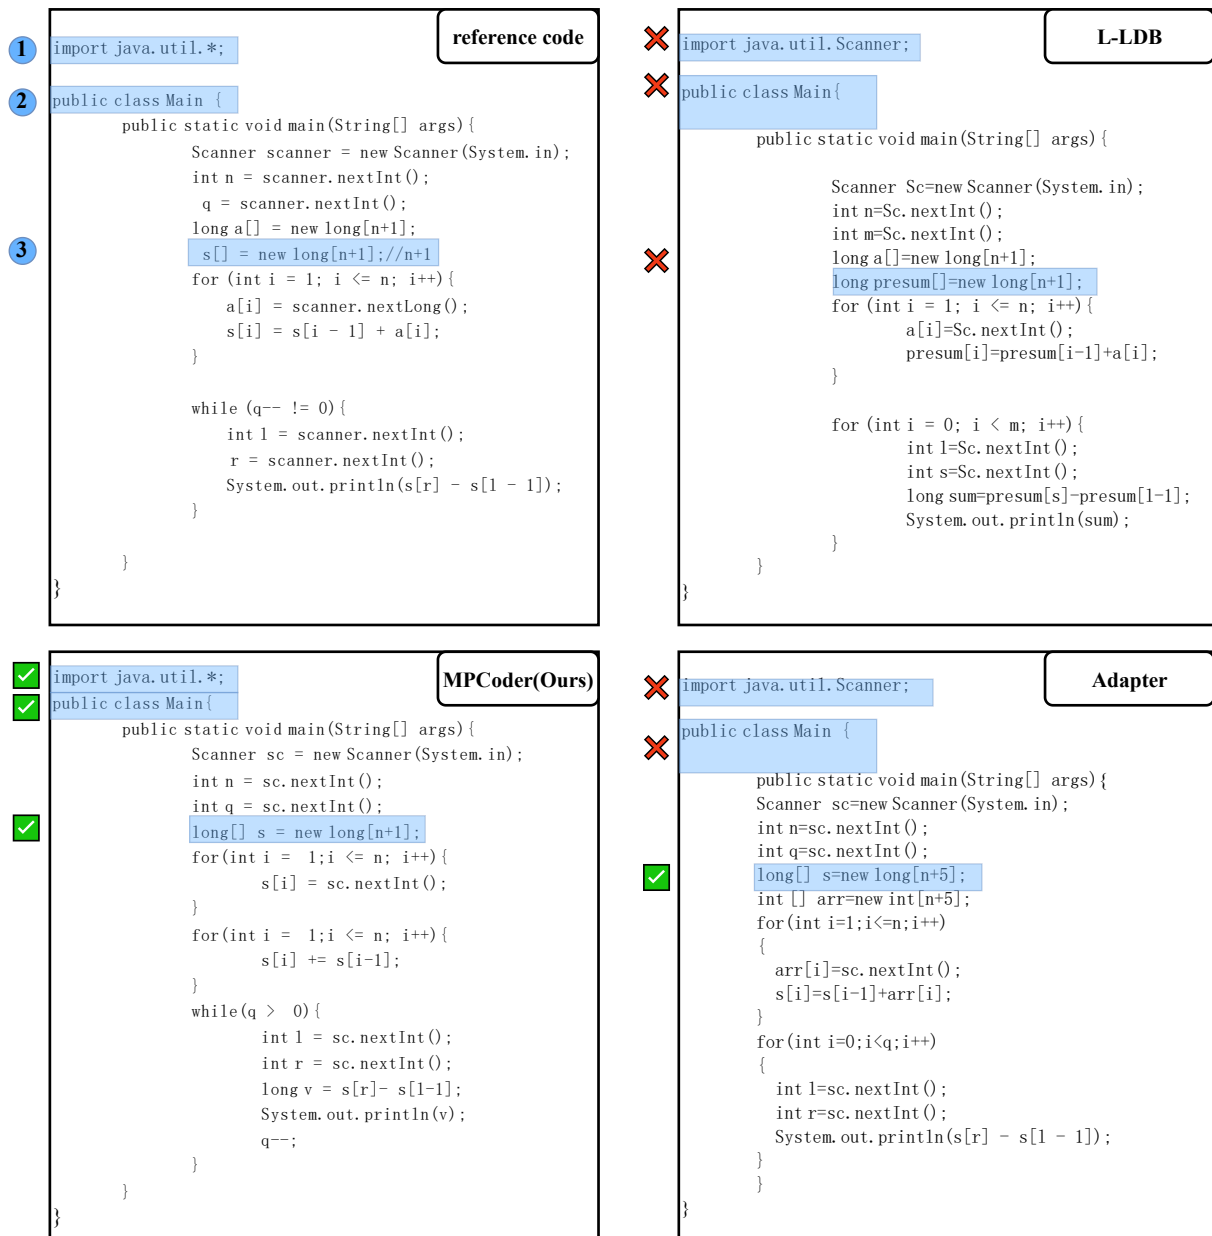 reference code
1
import java.util.*;
2
public class Main {
public static void main(String[] args){
Scanner scanner = new Scanner(System.in);
int n = scanner.nextInt();
q = scanner.nextInt();
long a[] = new long[n+1];
3
s[] = new long[n+1];//n+1
for (int i = 1; i <= n; i++){
a[i] = scanner.nextLong();
s[i] = s[i - 1] + a[i];
}
while (q-- != 0){
int l = scanner.nextInt();
r = scanner.nextInt();
System.out.println(s[r] - s[l - 1]);
}
}
}
L-LDB
import java.util.Scanner;
public class Main{
public static void main(String[] args){
Scanner Sc=new Scanner(System.in);
int n=Sc.nextInt();
int m=Sc.nextInt();
long a[]=new long[n+1];
long presum[]=new long[n+1];
for (int i = 1; i <= n; i++){
a[i]=Sc.nextInt();
presum[i]=presum[i-1]+a[i];
}
for (int i = 0; i < m; i++){
int l=Sc.nextInt();
int s=Sc.nextInt();
long sum=presum[s]-presum[l-1];
System.out.println(sum);
}
}
}
MPCoder(Ours)
import java.util.*;
public class Main{
public static void main(String[] args){
Scanner sc = new Scanner(System.in);
int n = sc.nextInt();
int q = sc.nextInt();
long[] s = new long[n+1];
for(int i = 1;i <= n; i++){
s[i] = sc.nextInt();
}
for(int i = 1;i <= n; i++){
s[i] += s[i-1];
}
while(q > 0){
int l = sc.nextInt();
int r = sc.nextInt();
long v = s[r]- s[l-1];
System.out.println(v);
q--;
}
}
}
Adapter
import java.util.Scanner;
public class Main {
public static void main(String[] args){
Scanner sc=new Scanner(System.in);
int n=sc.nextInt();
int q=sc.nextInt();
long[] s=new long[n+5];
int [] arr=new int[n+5];
for(int i=1;i<=n;i++)
{
arr[i]=sc.nextInt();
s[i]=s[i-1]+arr[i];
}
for(int i=0;i<q;i++)
{
int l=sc.nextInt();
int r=sc.nextInt();
System.out.println(s[r] - s[l - 1]);
}
}
}